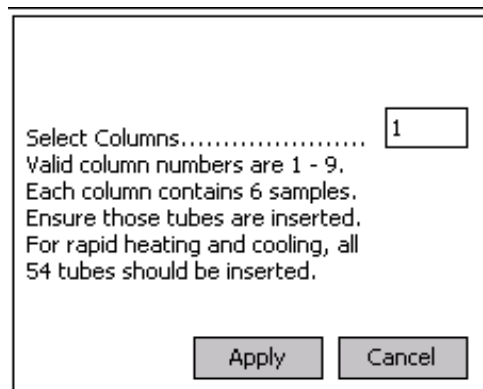 Select Columns...................... 1
Valid column numbers are 1 - 9.
Each column contains 6 samples.
Ensure those tubes are inserted.
For rapid heating and cooling, all
54 tubes should be inserted.
Apply Cancel